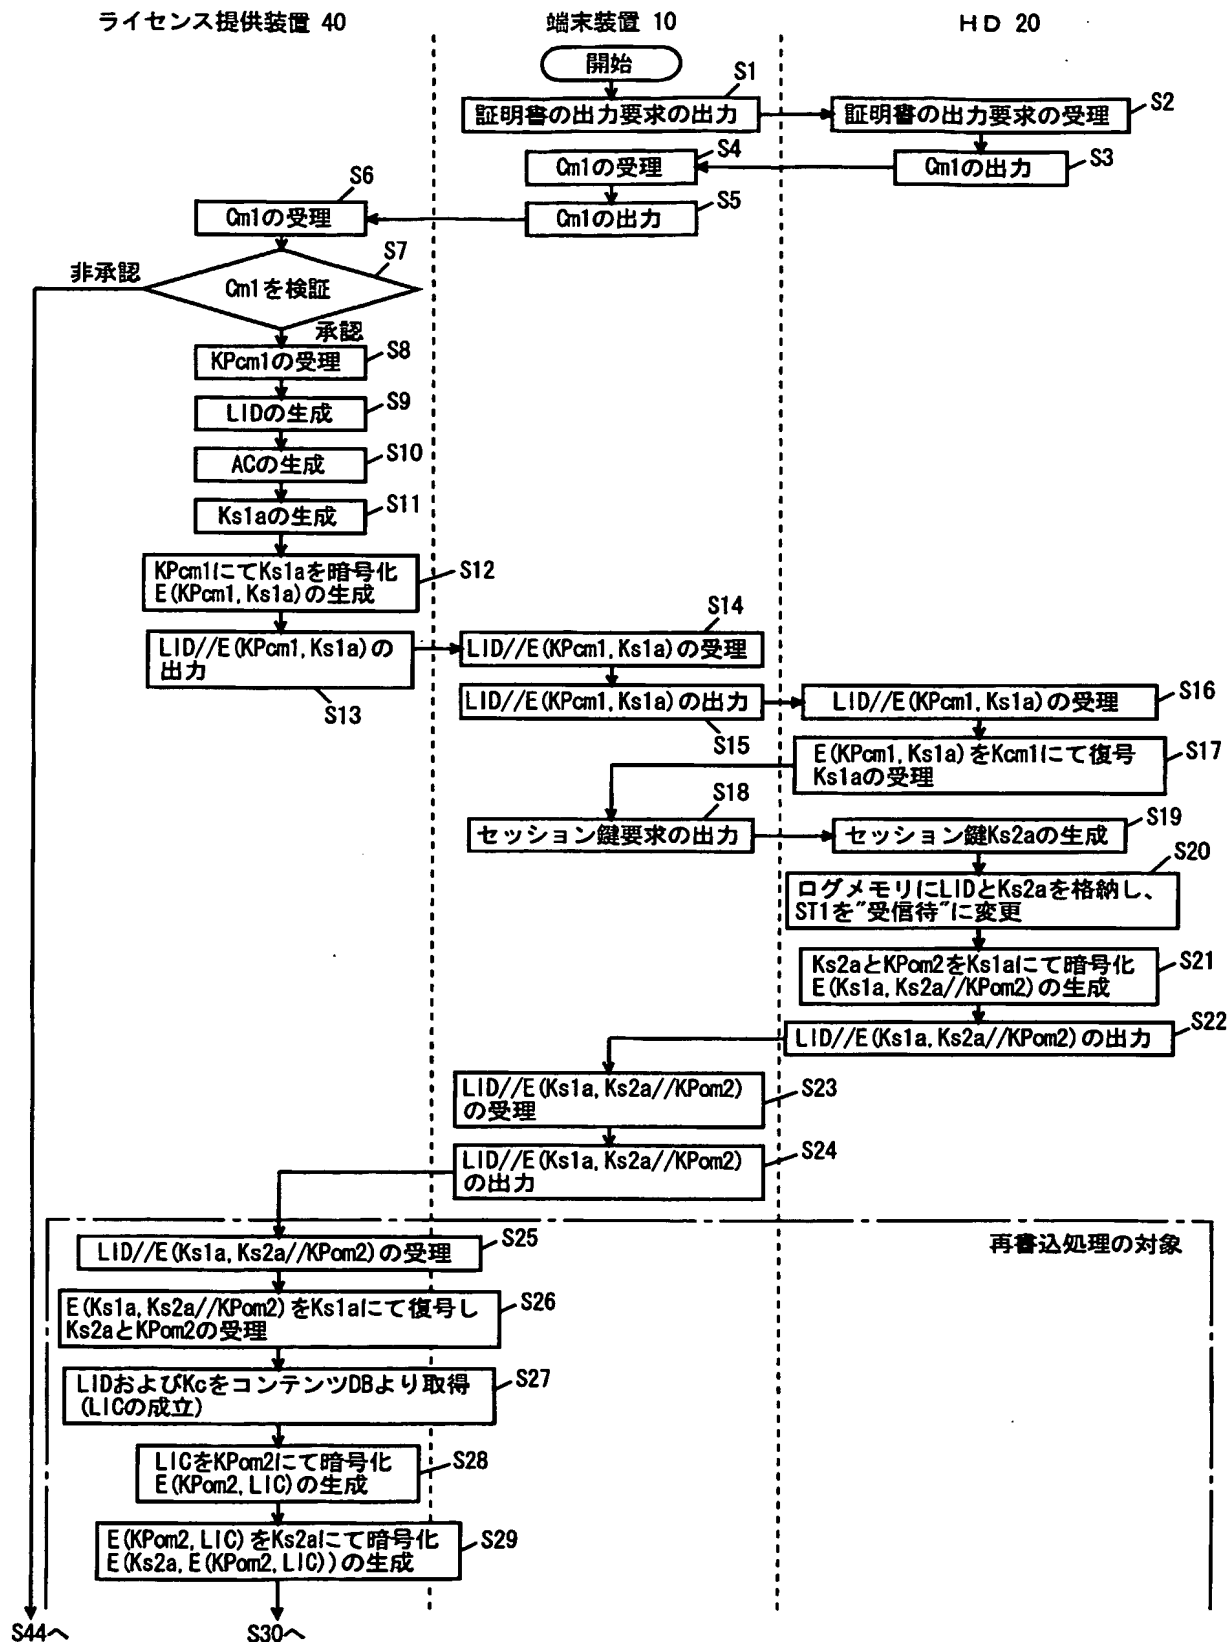 ライセンス提供装置 40
端末装置 10
HD 20
開始
S1
証明書の出力要求の出力
S2
証明書の出力要求の受理
S3
Cm1の出力
S4
Cm1の受理
S5
Cm1の出力
S6
Cm1の受理
S7
Cm1を検証
非承認
承認
S8
KPcm1の受理
S9
LIDの生成
S10
ACの生成
S11
Ks1aの生成
S12
KPcm1にてKs1aを暗号化
E(KPcm1,Ks1a)の生成
LID//E(KPcm1,Ks1a)の
出力
S13
S14
LID//E(KPcm1,Ks1a)の受理
LID//E(KPcm1,Ks1a)の出力
S15
S16
LID//E(KPcm1,Ks1a)の受理
S17
E(KPcm1,Ks1a)をKcm1にて復号
Ks1aの受理
S18
セッション鍵要求の出力
S19
セッション鍵Ks2aの生成
S20
ログメモリにLIDとKs2aを格納し、
ST1を"受信待"に変更
S21
Ks2aとKPom2をKs1aにて暗号化
E(Ks1a,Ks2a//KPom2)の生成
S22
LID//E(Ks1a,Ks2a//KPom2)の出力
LID//E(Ks1a,Ks2a//KPom2)
の受理
S23
LID//E(Ks1a,Ks2a//KPom2)
の出力
S24
再書込処理の対象
LID//E(Ks1a,Ks2a//KPom2)の受理
S25
E(Ks1a,Ks2a//KPom2)をKs1aにて復号し
Ks2aとKPom2の受理
S26
LIDおよびKcをコンテンツDBより取得
(LICの成立)
S27
LICをKPom2にて暗号化
E(KPom2,LIC)の生成
S28
E(KPom2,LIC)をKs2aにて暗号化
E(Ks2a,E(KPom2,LIC))の生成
S29
S44へ
S30へ